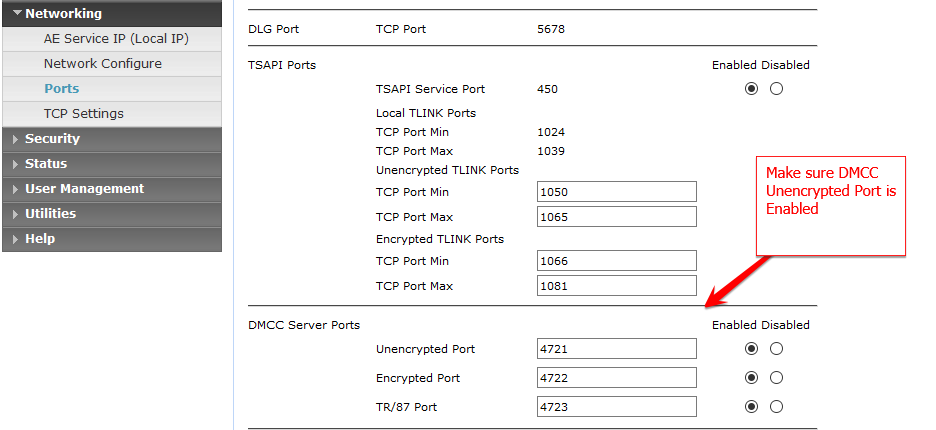 Networking
AE Service IP (Local IP)
Network Configure
Ports
TCP Settings
Security
Status
User Management
Utilities
Help
DLG Port TCP Port 5678
TSAPI Ports Enabled Disabled
TSAPI Service Port 450
Local TLINK Ports
TCP Port Min 1024
TCP Port Max 1039
Unencrypted TLINK Ports
TCP Port Min 1050
TCP Port Max 1065
Encrypted TLINK Ports
TCP Port Min 1066
TCP Port Max 1081
Make sure DMCC
Unencrypted Port is
Enabled
DMCC Server Ports Enabled Disabled
Unencrypted Port 4721
Encrypted Port 4722
TR/87 Port 4723